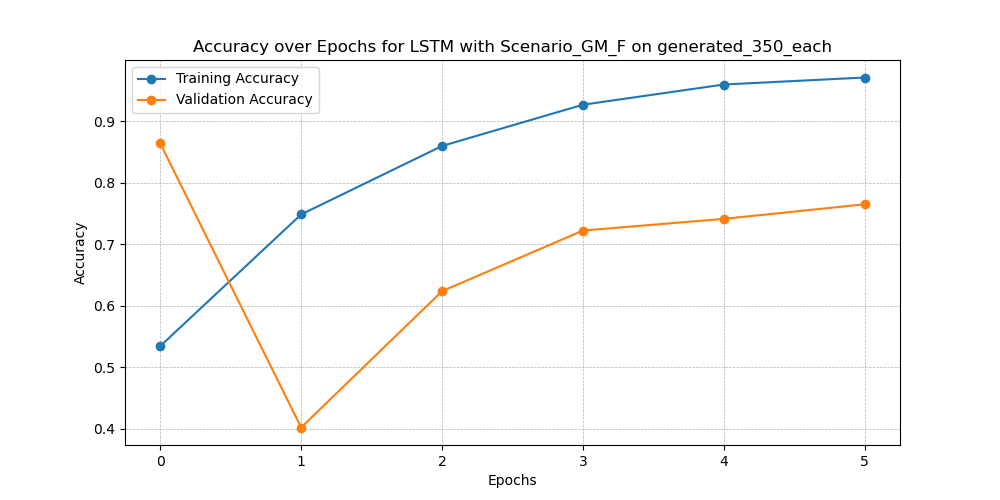 Accuracy over Epochs for LSTM with Scenario_GM_F on generated_350_each
Training Accuracy
Validation Accuracy
Accuracy
0.9
0.8
0.7
0.6
0.5
0.4
0 1 2 3 4 5
Epochs